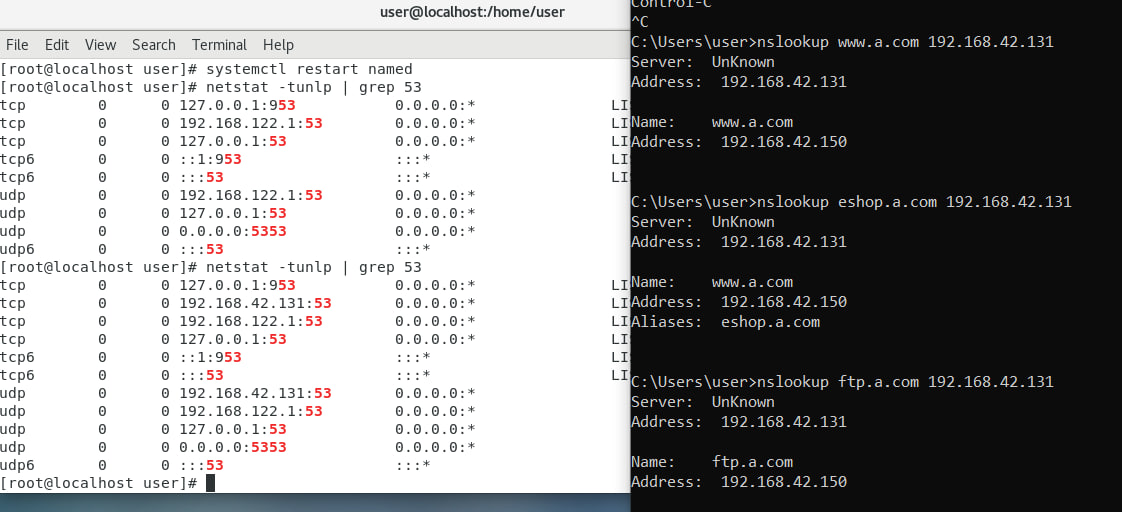 user@localhost:/home/user
File Edit View Search Terminal Help
[root@localhost user]# systemctl restart named
[root@localhost user]# netstat -tunlp | grep 53
tcp 0 0 127.0.0.1:953 0.0.0.0:* LIS
tcp 0 0 192.168.122.1:53 0.0.0.0:* LIS
tcp 0 0 127.0.0.1:53 0.0.0.0:* LIS
tcp6 0 0 ::1:953 :::* LIS
tcp6 0 0 :::53 :::* LIS
udp 0 0 192.168.122.1:53 0.0.0.0:*
udp 0 0 127.0.0.1:53 0.0.0.0:*
udp 0 0 0.0.0.0:5353 0.0.0.0:*
udp6 0 0 :::53 :::*
[root@localhost user]# netstat -tunlp | grep 53
tcp 0 0 127.0.0.1:953 0.0.0.0:* LIS
tcp 0 0 192.168.42.131:53 0.0.0.0:* LIS
tcp 0 0 192.168.122.1:53 0.0.0.0:* LIS
tcp 0 0 127.0.0.1:53 0.0.0.0:* LIS
tcp6 0 0 ::1:953 :::* LIS
tcp6 0 0 :::53 :::* LIS
udp 0 0 192.168.42.131:53 0.0.0.0:*
udp 0 0 192.168.122.1:53 0.0.0.0:*
udp 0 0 127.0.0.1:53 0.0.0.0:*
udp 0 0 0.0.0.0:5353 0.0.0.0:*
udp6 0 0 :::53 :::*
[root@localhost user]#
Control-C
^C
C:\Users\user>nslookup www.a.com 192.168.42.131
Server: UnKnown
Address: 192.168.42.131
Name: www.a.com
Address: 192.168.42.150
C:\Users\user>nslookup eshop.a.com 192.168.42.131
Server: UnKnown
Address: 192.168.42.131
Name: www.a.com
Address: 192.168.42.150
Aliases: eshop.a.com
C:\Users\user>nslookup ftp.a.com 192.168.42.131
Server: UnKnown
Address: 192.168.42.131
Name: ftp.a.com
Address: 192.168.42.150